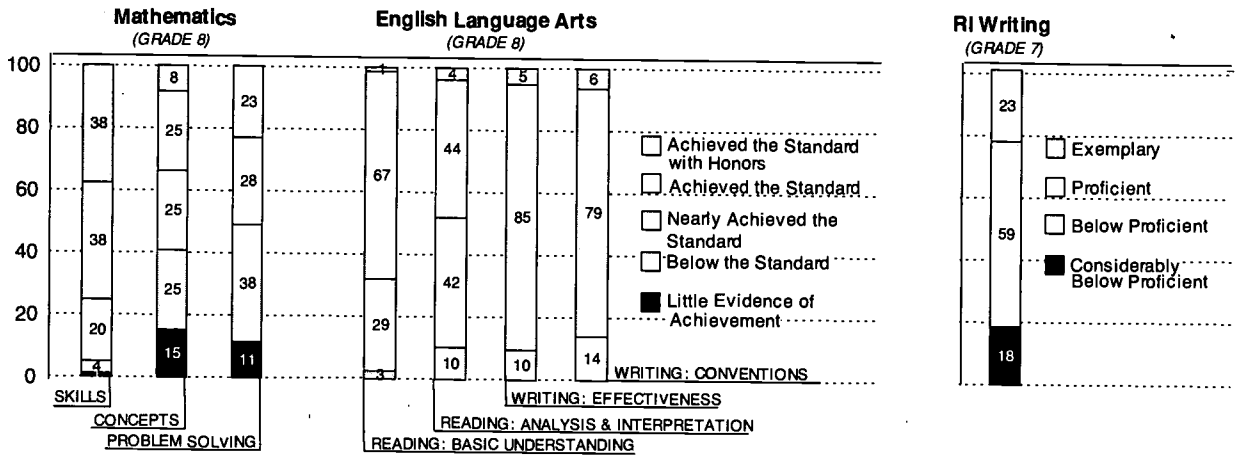 Mathematics
(GRADE 8)
English Language Arts
(GRADE 8)
RI Writing
(GRADE 7)
100
80
60
40
20
0
38
38
20
4
8
25
25
25
15
23
28
38
11
1
67
29
3
4
44
42
10
5
85
10
6
79
14
Achieved the Standard
with Honors
Achieved the Standard
Nearly Achieved the
Standard
Below the Standard
Little Evidence of
Achievement
23
59
18
Exemplary
Proficient
Below Proficient
Considerably
Below Proficient
SKILLS
CONCEPTS
PROBLEM SOLVING
WRITING: CONVENTIONS
WRITING: EFFECTIVENESS
READING: ANALYSIS & INTERPRETATION
READING: BASIC UNDERSTANDING